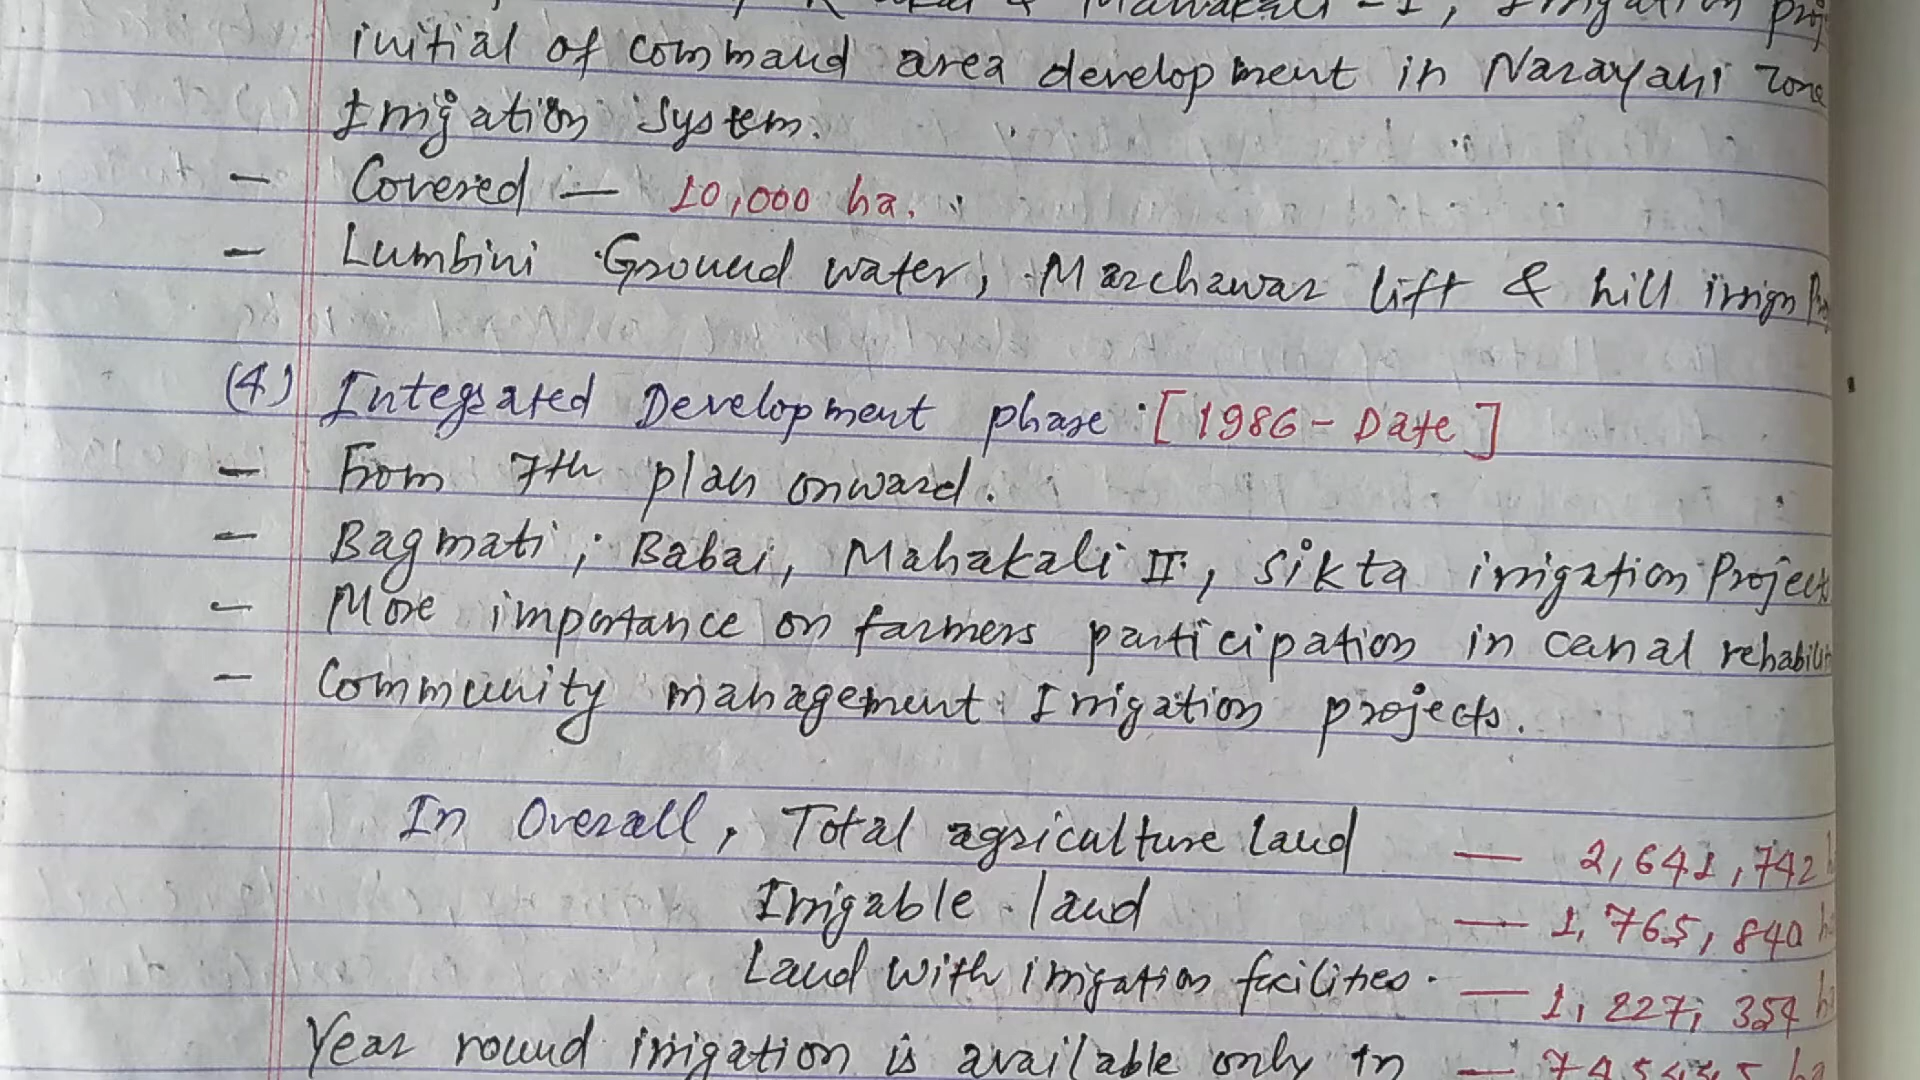 Mahakali - I, Irrigation
initial of command area development in Narayani zone
Irrigation System.
- Covered — 10,000 ha.
- Lumbini Ground water, Marchawar lift & hill irrign
(4) Integrated Development phase [1986 - Date]
- From 7th plan onward.
- Bagmati, Babai, Mahakali II, Sikta irrigation Project
- More importance on farmers participation in canal
- Community management Irrigation projects.
In Overall, Total agriculture land — 2,641,742
Irrigable land — 1,765,840 h
Land with irrigation facilities. — 1,227,354 h
Year round irrigation is available only in —